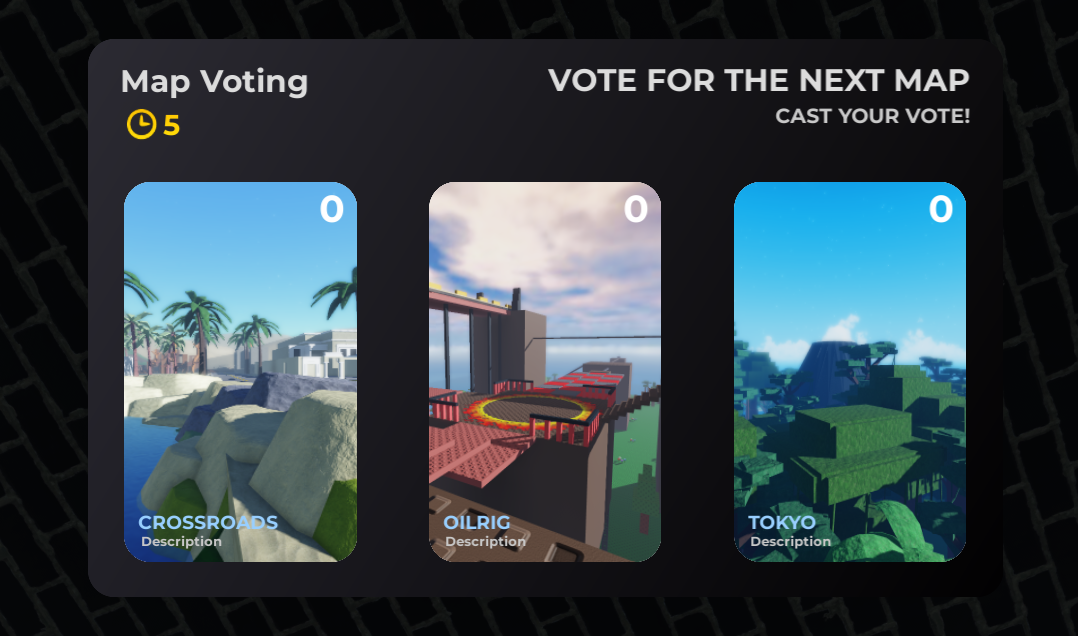 Map Voting
VOTE FOR THE NEXT MAP
5
CAST YOUR VOTE!
0
0
0
CROSSROADS
Description
OILRIG
Description
TOKYO
Description